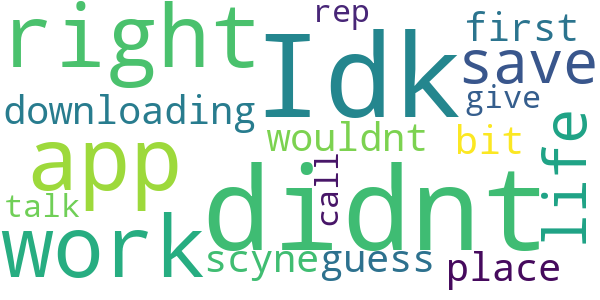 rep
right
Idk
first
save
downloading
give
wouldnt
bit
app
life
call
talk
didnt
work
scyne
guess
place